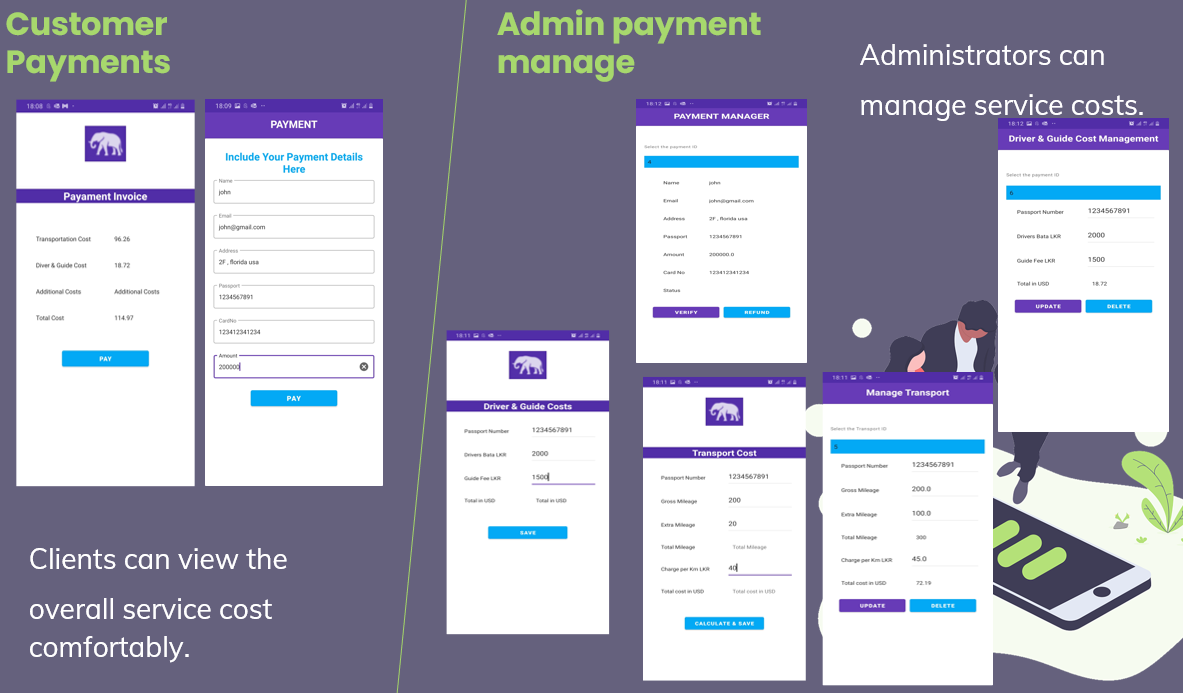 Customer
Payments
Admin payment
manage
Administrators can
manage service costs.
18:08
Payament Invoice
Transportation Cost 96.26
Diver & Guide Cost 18.72
Additional Costs Additional Costs
Total Cost 114.97
PAY
18:09
PAYMENT
Include Your Payment Details
Here
Name
john
Email
john@gmail.com
Address
2F , florida usa
Passport
1234567891
CardNo
123412341234
Amount
200000
PAY
Clients can view the
overall service cost
comfortably.
18:11
Driver & Guide Costs
Passport Number 1234567891
Drivers Bata LKR 2000
Guide Fee LKR 1500
Total in USD Total in USD
SAVE
18:12
PAYMENT MANAGER
Select the payment ID
4
Name john
Email john@gmail.com
Address 2F , florida usa
Passport 1234567891
Amount 200000.0
Card No 123412341234
Status
VERIFY REFUND
18:11
Transport Cost
Passport Number 1234567891
Gross Mileage 200
Extra Mileage 20
Total Mileage Total Mileage
Charge per Km LKR 40
Total cost in USD Total cost in USD
CALCULATE & SAVE
18:11
Manage Transport
Select the Transport ID
5
Passport Number 1234567891
Gross Mileage 200.0
Extra Mileage 100.0
Total Mileage 300
Charge per Km LKR 45.0
Total cost in USD 72.19
UPDATE DELETE
18:12
Driver & Guide Cost Management
Select the payment ID
6
Passport Number 1234567891
Drivers Bata LKR 2000
Guide Fee LKR 1500
Total in USD 18.72
UPDATE DELETE